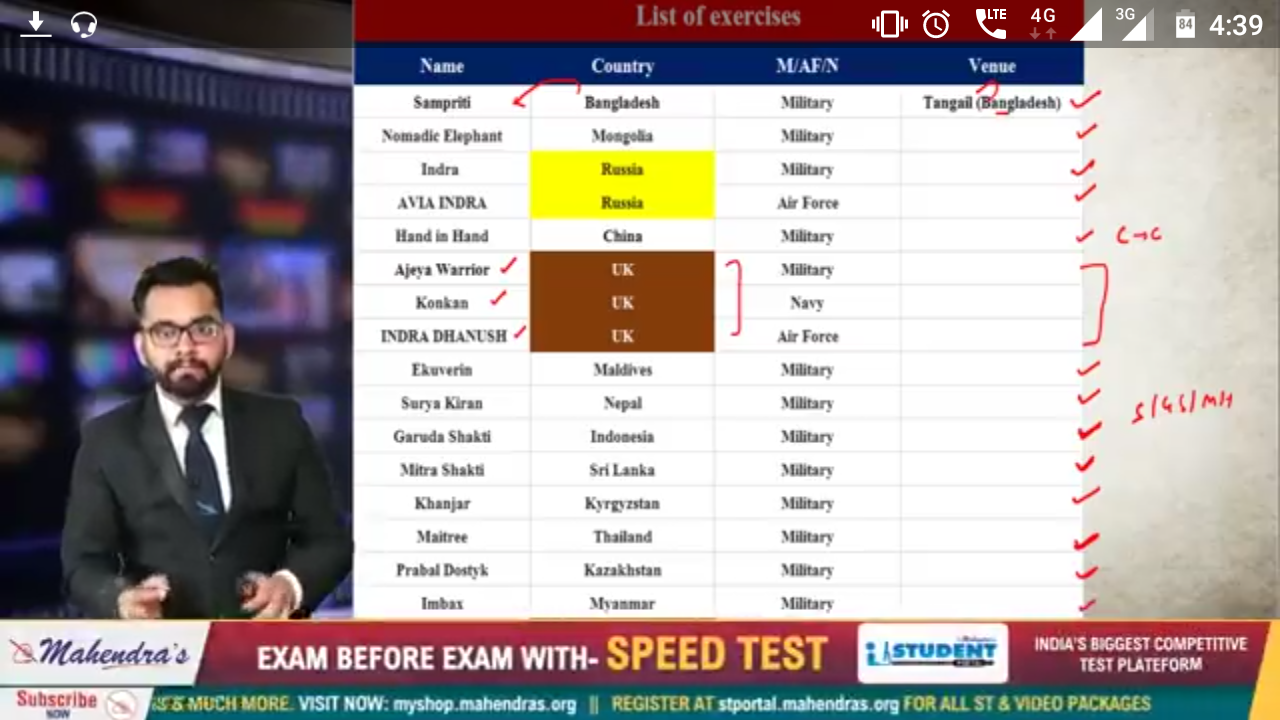 LTE 4G 3G 84 4:39
List of exercises
Name Country M/AF/N Venue
Sampriti Bangladesh Military Tangail (Bangladesh)
Nomadic Elephant Mongolia Military
Indra Russia Military
AVIA INDRA Russia Air Force
Hand in Hand China Military C→C
Ajeya Warrior UK Military
Konkan UK Navy
INDRA DHANUSH UK Air Force
Ekuverin Maldives Military
Surya Kiran Nepal Military
Garuda Shakti Indonesia Military
Mitra Shakti Sri Lanka Military
Khanjar Kyrgyzstan Military
Maitree Thailand Military
Prabal Dostyk Kazakhstan Military
Imbax Myanmar Military
Mahendra's EXAM BEFORE EXAM WITH- SPEED TEST STUDENT INDIA'S BIGGEST COMPETITIVE
TEST PLATEFORM
Subscribe NOW & MUCH MORE. VISIT NOW: myshop.mahendras.org || REGISTER AT stportal.mahendras.org FOR ALL ST & VIDEO PACKAGES